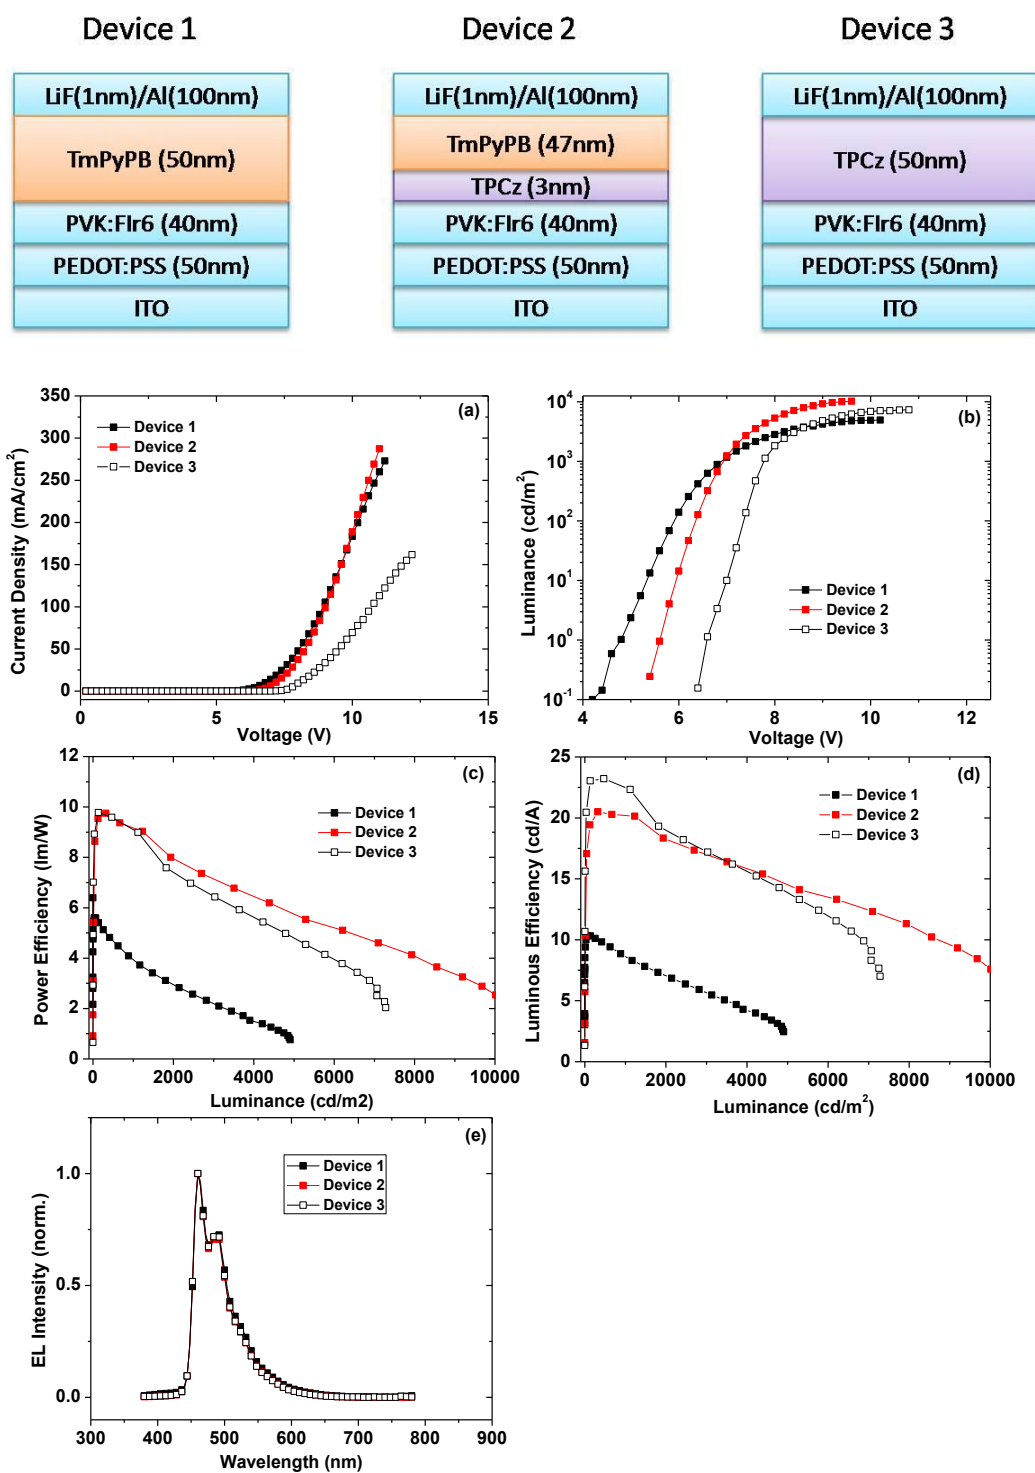 Device 1
Device 2
Device 3
LiF(1nm)/Al(100nm)
TmPyPB (50nm)
PVK:FIr6 (40nm)
PEDOT:PSS (50nm)
ITO
LiF(1nm)/Al(100nm)
TmPyPB (47nm)
TPCz (3nm)
PVK:FIr6 (40nm)
PEDOT:PSS (50nm)
ITO
LiF(1nm)/Al(100nm)
TPCz (50nm)
PVK:FIr6 (40nm)
PEDOT:PSS (50nm)
ITO
(a)
Current Density (mA/cm²)
350
300
250
200
150
100
50
0
Device 1
Device 2
Device 3
0
5
10
15
Voltage (V)
(b)
Luminance (cd/m²)
10⁴
10³
10²
10¹
10⁰
10⁻¹
Device 1
Device 2
Device 3
4
6
8
10
12
Voltage (V)
(c)
Power Efficiency (lm/W)
12
10
8
6
4
2
0
Device 1
Device 2
Device 3
0
2000
4000
6000
8000
10000
Luminance (cd/m2)
(d)
Luminous Efficiency (cd/A)
25
20
15
10
5
0
Device 1
Device 2
Device 3
0
2000
4000
6000
8000
10000
Luminance (cd/m²)
(e)
EL Intensity (norm.)
1.0
0.5
0.0
Device 1
Device 2
Device 3
300
400
500
600
700
800
900
Wavelength (nm)